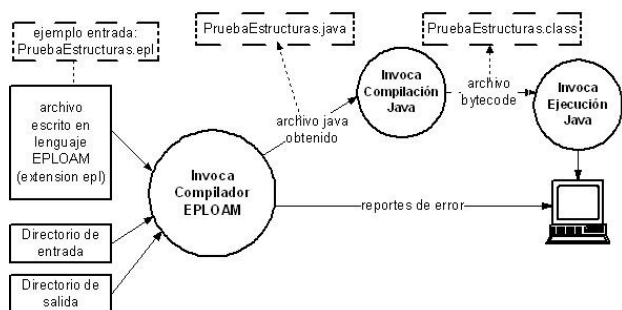 ejemplo entrada:
PruebaEstructuras.epl
PruebaEstructuras.java
PruebaEstructuras.class
archivo
escrito en
lenguaje
EPLOAM
(extension epl)
Directorio de
entrada
Directorio de
salida
Invoca
Compilador
EPLOAM
archivo java
obtenido
Invoca
Compilación
Java
archivo
bytecode
Invoca
Ejecución
Java
reportes de error